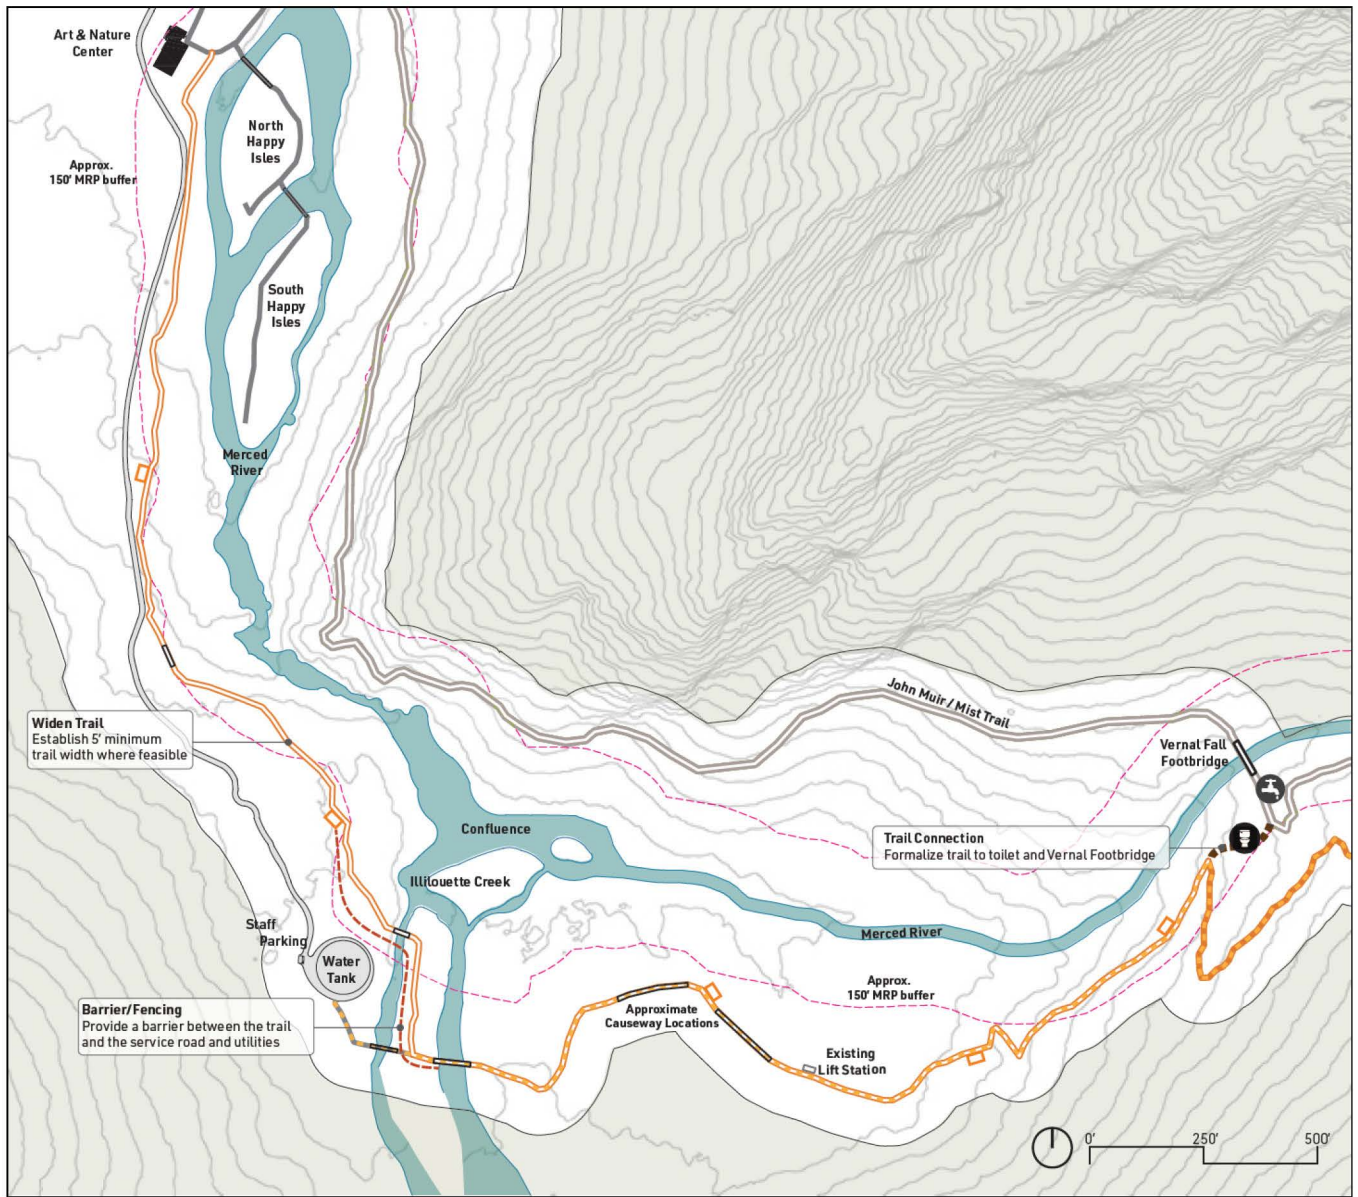 Art & Nature
Center
North
Happy
Isles
Approx.
150' MRP buffer
South
Happy
Isles
Merced
River
John Muir / Mist Trail
Widen Trail
Establish 5' minimum
trail width where feasible
Vernal Fall
Footbridge
Confluence
Trail Connection
Formalize trail to toilet and Vernal Footbridge
Illilouette Creek
Staff
Parking
Merced River
Water
Tank
Approx.
150' MRP buffer
Barrier/Fencing
Provide a barrier between the trail
and the service road and utilities
Approximate
Causeway Locations
Existing
Lift Station
0' 250' 500'